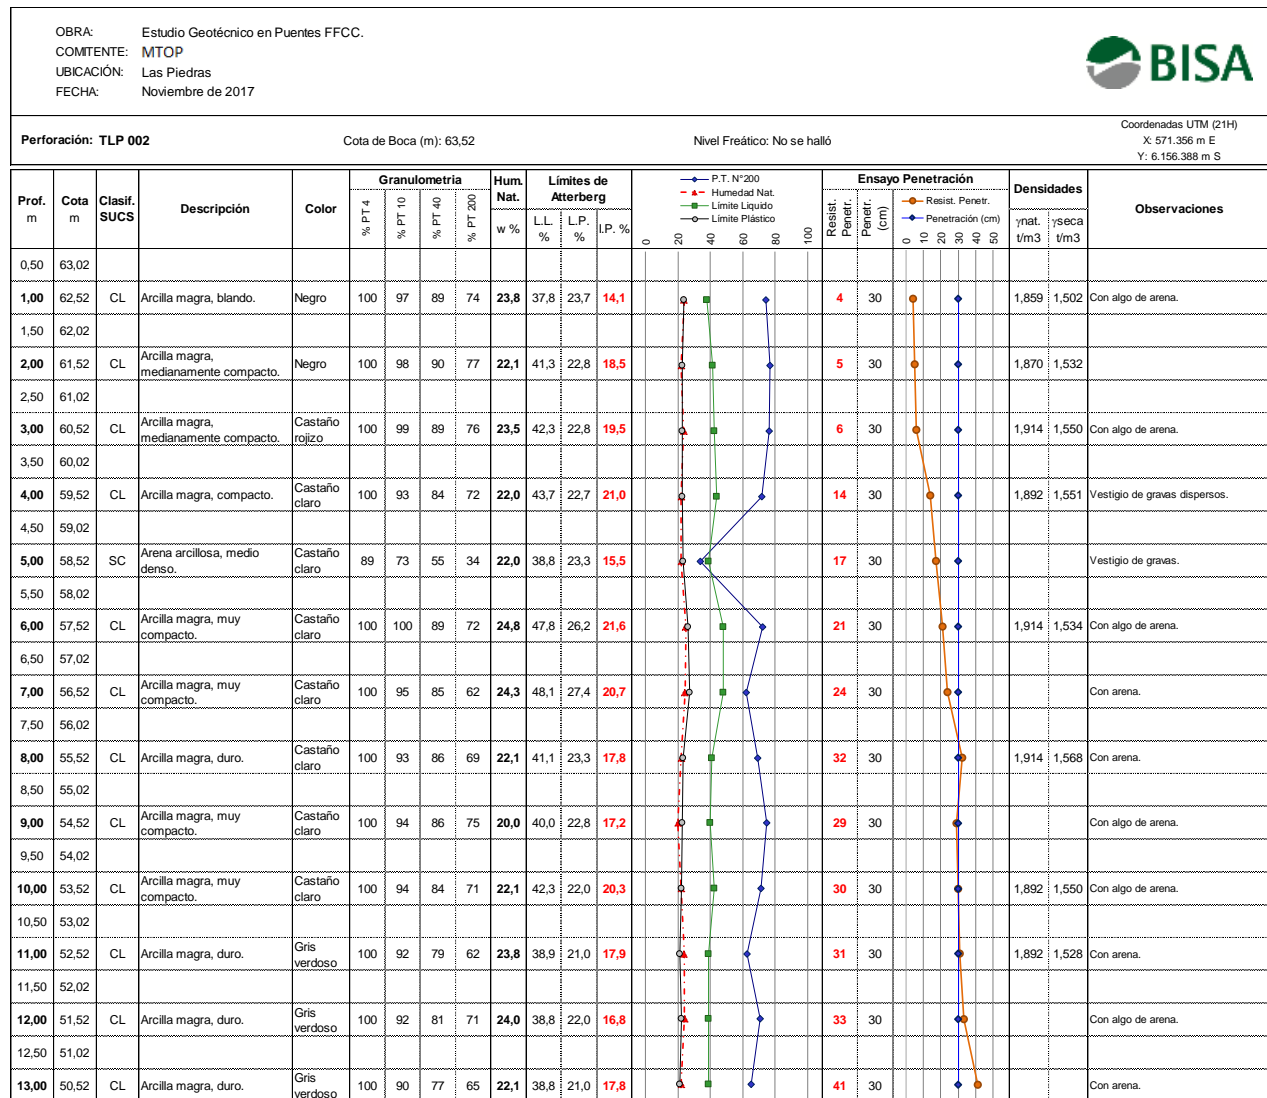 OBRA: Estudio Geotécnico en Puentes FFCC.
COMITENTE: MTOP
UBICACIÓN: Las Piedras
FECHA: Noviembre de 2017
BISA
Perforación: TLP 002 Cota de Boca (m): 63,52 Nivel Freático: No se halló
Coordenadas UTM (21H)
X: 571.356 m E
Y: 6.156.388 m S
Prof. m Cota m Clasif. SUCS Descripción Color
Granulometria
% PT 4 % PT 10 % PT 40 % PT 200
Hum. Nat. w %
Límites de Atterberg
L.L. % L.P. % I.P. %
P.T. N°200
Humedad Nat.
Límite Liquido
Límite Plástico
0 20 40 60 80 100
Ensayo Penetración
Resist. Penetr. Penetr. (cm)
Resist. Penetr.
Penetración (cm)
0 10 20 30 40 50
Densidades
γnat. t/m3 γseca t/m3
Observaciones
0,50 63,02
1,00 62,52 CL Arcilla magra, blando. Negro 100 97 89 74 23,8 37,8 23,7 14,1 4 30 1,859 1,502 Con algo de arena.
1,50 62,02
2,00 61,52 CL Arcilla magra, medianamente compacto. Negro 100 98 90 77 22,1 41,3 22,8 18,5 5 30 1,870 1,532
2,50 61,02
3,00 60,52 CL Arcilla magra, medianamente compacto. Castaño rojizo 100 99 89 76 23,5 42,3 22,8 19,5 6 30 1,914 1,550 Con algo de arena.
3,50 60,02
4,00 59,52 CL Arcilla magra, compacto. Castaño claro 100 93 84 72 22,0 43,7 22,7 21,0 14 30 1,892 1,551 Vestigio de gravas dispersos.
4,50 59,02
5,00 58,52 SC Arena arcillosa, medio denso. Castaño claro 89 73 55 34 22,0 38,8 23,3 15,5 17 30 Vestigio de gravas.
5,50 58,02
6,00 57,52 CL Arcilla magra, muy compacto. Castaño claro 100 100 89 72 24,8 47,8 26,2 21,6 21 30 1,914 1,534 Con algo de arena.
6,50 57,02
7,00 56,52 CL Arcilla magra, muy compacto. Castaño claro 100 95 85 62 24,3 48,1 27,4 20,7 24 30 Con arena.
7,50 56,02
8,00 55,52 CL Arcilla magra, duro. Castaño claro 100 93 86 69 22,1 41,1 23,3 17,8 32 30 1,914 1,568 Con arena.
8,50 55,02
9,00 54,52 CL Arcilla magra, muy compacto. Castaño claro 100 94 86 75 20,0 40,0 22,8 17,2 29 30 Con algo de arena.
9,50 54,02
10,00 53,52 CL Arcilla magra, muy compacto. Castaño claro 100 94 84 71 22,1 42,3 22,0 20,3 30 30 1,892 1,550 Con algo de arena.
10,50 53,02
11,00 52,52 CL Arcilla magra, duro. Gris verdoso 100 92 79 62 23,8 38,9 21,0 17,9 31 30 1,892 1,528 Con arena.
11,50 52,02
12,00 51,52 CL Arcilla magra, duro. Gris verdoso 100 92 81 71 24,0 38,8 22,0 16,8 33 30 Con algo de arena.
12,50 51,02
13,00 50,52 CL Arcilla magra, duro. Gris verdoso 100 90 77 65 22,1 38,8 21,0 17,8 41 30 Con arena.